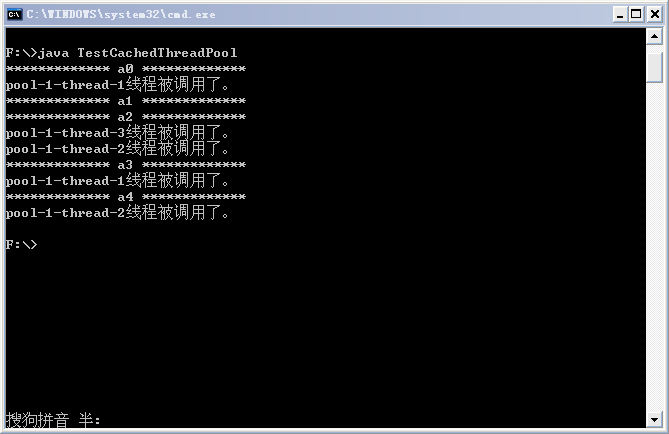 C:\WINDOWS\system32\cmd.exe
F:\>java TestCachedThreadPool
************* a0 *************
pool-1-thread-1线程被调用了。
************* a1 *************
************* a2 *************
pool-1-thread-3线程被调用了。
pool-1-thread-2线程被调用了。
************* a3 *************
pool-1-thread-1线程被调用了。
************* a4 *************
pool-1-thread-2线程被调用了。
F:\>
搜狗拼音 半: